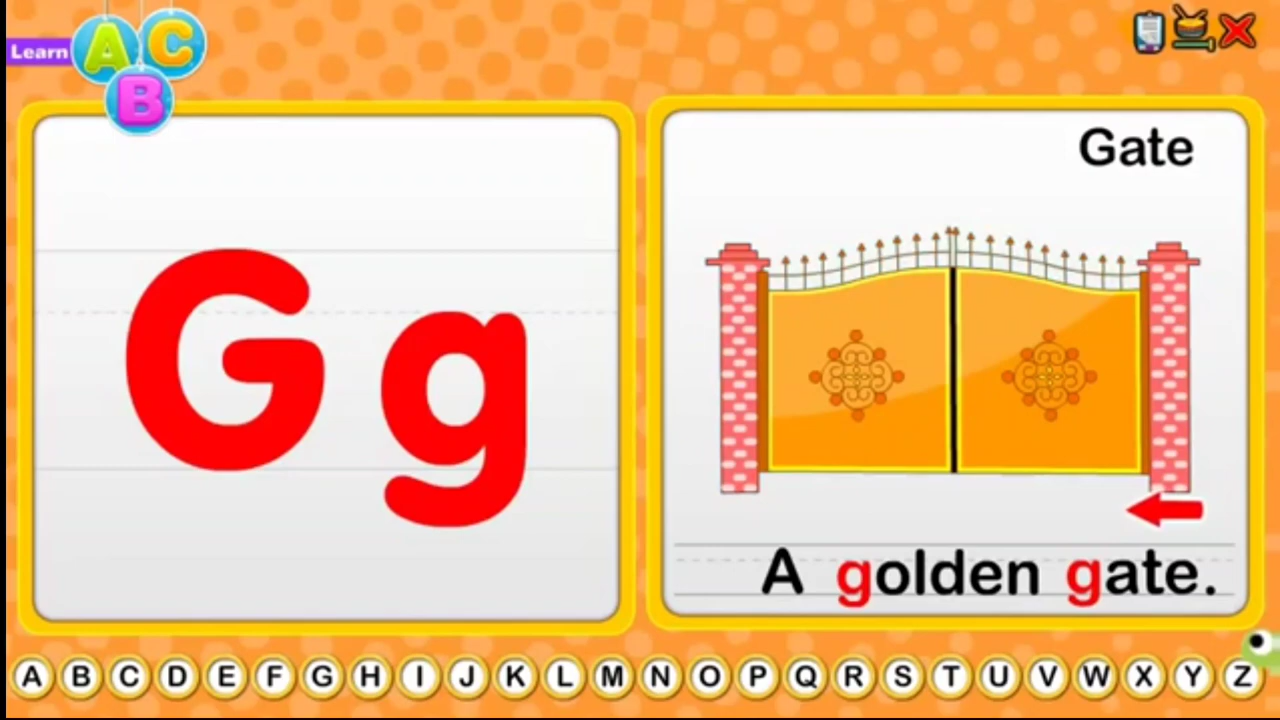 Learn A C
B
Gate
G g
A golden gate.
A B C D E F G H I J K L M N O P Q R S T U V W X Y Z